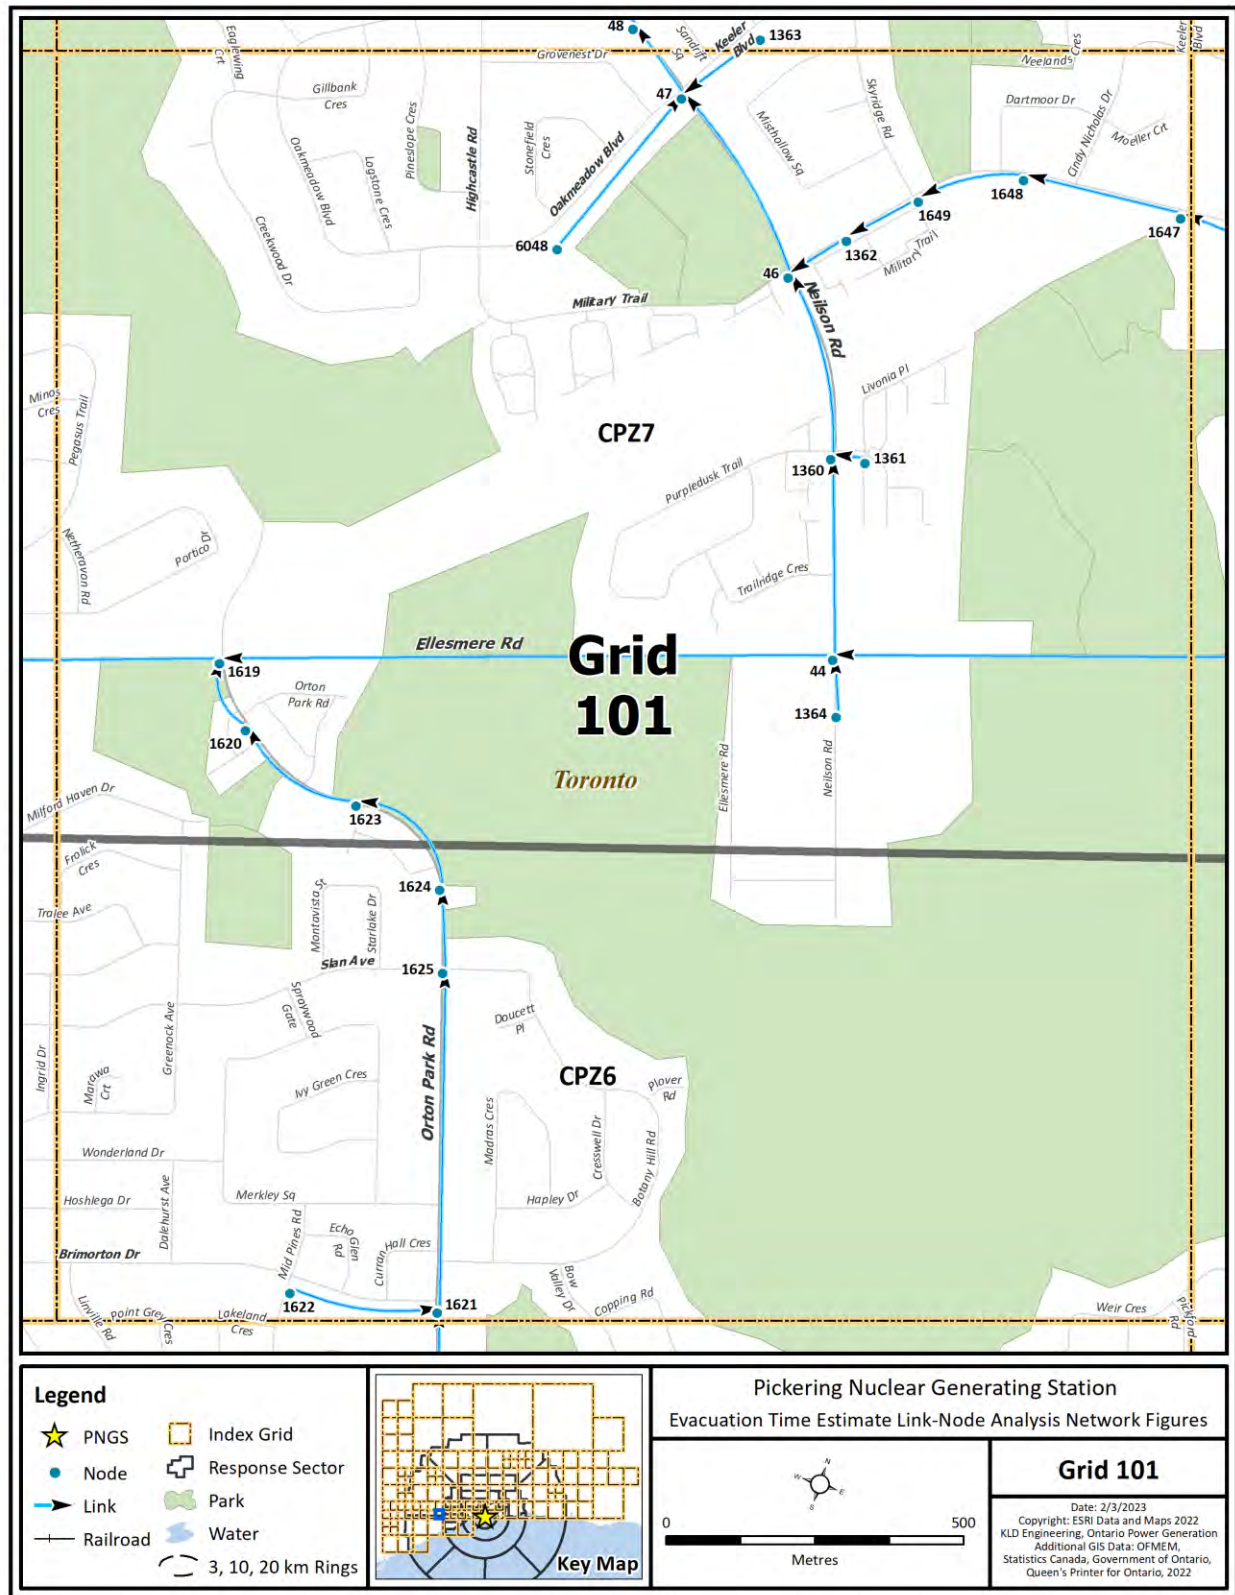 48
Sandrift
Sq
Keeler
Blvd
1363
Keeler
Blvd
Eaglewing
Crt
Grovenest Dr
Neelands Cres
Gillbank
Cres
47
Dartmoor Dr
Skyridge Rd
Cindy Nicholas Dr
Moeller Crt
Pineslope Cres
Highcastle Rd
Stonefield
Cres
Misthollow Sq
Oakmeadow Blvd
Logstone Cres
Oakmeadow Blvd
1648
1649
1647
Creekwood Dr
6048
1362
Military Trail
46
Military Trail
Neilson Rd
Minos
Cres
Pegasus Trail
Livonia Pl
CPZ7
1360
1361
Purpledusk Trail
Netheravon Rd
Portico Dr
Trailridge Cres
Ellesmere Rd
Grid
101
1619
44
Orton
Park Rd
1364
1620
Ellesmere Rd
Neilson Rd
Toronto
Milford Haven Dr
1623
Frolick
Cres
1624
Tralee Ave
Montavista St
Starlake Dr
Slan Ave
1625
Spraywood
Gate
Doucett
Pl
Ingrid Dr
Greenock Ave
Marawa
Crt
Ivy Green Cres
Orton Park Rd
CPZ6
Plover
Rd
Madras Cres
Cresswell Dr
Botany Hill Rd
Wonderland Dr
Hoshlega Dr
Dalehurst Ave
Merkley Sq
Hapley Dr
Mid Pines Rd
Echo
Glen
Rd
Curran
Hall Cres
Brimorton Dr
Bow
Valley Dr
Copping Rd
1622
1621
Linville Rd
Point Grey Cres
Lakeland
Cres
Weir Cres
Pickford
Rd
Legend
PNGS
Node
Link
Railroad
Index Grid
Response Sector
Park
Water
3, 10, 20 km Rings
Key Map
Pickering Nuclear Generating Station
Evacuation Time Estimate Link-Node Analysis Network Figures
N
W
E
S
0
500
Metres
Grid 101
Date: 2/3/2023
Copyright: ESRI Data and Maps 2022
KLD Engineering, Ontario Power Generation
Additional GIS Data: OFMEM,
Statistics Canada, Government of Ontario,
Queen's Printer for Ontario, 2022